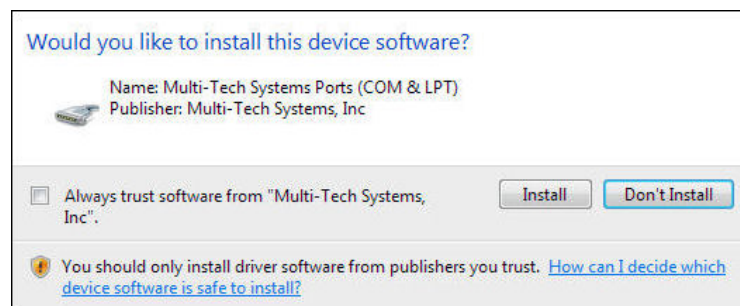 Would you like to install this device software?
Name: Multi-Tech Systems Ports (COM & LPT)
Publisher: Multi-Tech Systems, Inc
Always trust software from "Multi-Tech Systems,
Inc".
Install
Don't Install
You should only install driver software from publishers you trust. How can I decide which
device software is safe to install?